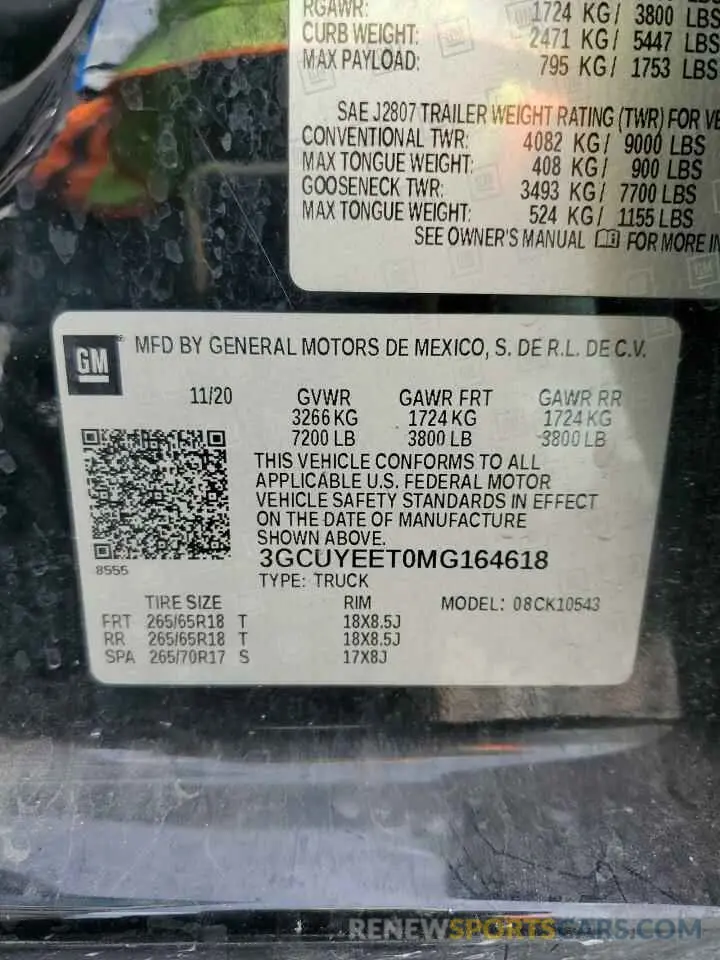 RGAWR: 1724 KG/ 3800 LBS
CURB WEIGHT: 2471 KG/ 5447 LBS
MAX PAYLOAD: 795 KG/ 1753 LBS
SAE J2807 TRAILER WEIGHT RATING (TWR) FOR VE
CONVENTIONAL TWR: 4082 KG/ 9000 LBS
MAX TONGUE WEIGHT: 408 KG/ 900 LBS
GOOSENECK TWR: 3493 KG/ 7700 LBS
MAX TONGUE WEIGHT: 524 KG/ 1155 LBS
SEE OWNER'S MANUAL FOR MORE IN
GM® MFD BY GENERAL MOTORS DE MEXICO, S. DE R.L. DE C.V.
11/20 GVWR GAWR FRT GAWR RR
3266 KG 1724 KG 1724 KG
7200 LB 3800 LB 3800 LB
THIS VEHICLE CONFORMS TO ALL
APPLICABLE U.S. FEDERAL MOTOR
VEHICLE SAFETY STANDARDS IN EFFECT
ON THE DATE OF MANUFACTURE
SHOWN ABOVE.
3GCUYEET0MG164618
8555
TYPE: TRUCK
TIRE SIZE RIM MODEL: 08CK10543
FRT 265/65R18 T 18X8.5J
RR 265/65R18 T 18X8.5J
SPA 265/70R17 S 17X8J
RENEWSPORTSCARS.COM